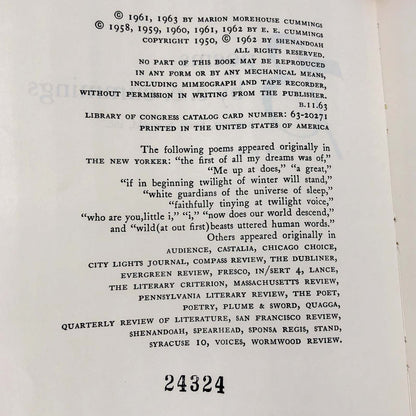 © 1961, 1963 BY MARION MOREHOUSE CUMMINGS
© 1958, 1959, 1960, 1961, 1962 BY E. E. CUMMINGS
COPYRIGHT 1950, © 1962 BY SHENANDOAH
ALL RIGHTS RESERVED.
NO PART OF THIS BOOK MAY BE REPRODUCED
IN ANY FORM OR BY ANY MECHANICAL MEANS,
INCLUDING MIMEOGRAPH AND TAPE RECORDER,
WITHOUT PERMISSION IN WRITING FROM THE PUBLISHER.
B.11.63
LIBRARY OF CONGRESS CATALOG CARD NUMBER: 63-20271
PRINTED IN THE UNITED STATES OF AMERICA
The following poems appeared originally in
THE NEW YORKER: “the first of all my dreams was of,”
“Me up at does,” “a great,”
“if in beginning twilight of winter will stand,”
“white guardians of the universe of sleep,”
“faithfully tinying at twilight voice,”
“who are you,little i,” “i,” “now does our world descend,”
and “wild(at our first)beasts uttered human words.”
Others appeared originally in
AUDIENCE, CASTALIA, CHICAGO CHOICE,
CITY LIGHTS JOURNAL, COMPASS REVIEW, THE DUBLINER,
EVERGREEN REVIEW, FRESCO, IN/SERT 4, LANCE,
THE LITERARY CRITERION, MASSACHUSETTS REVIEW,
PENNSYLVANIA LITERARY REVIEW, THE POET,
POETRY, PLUME & SWORD, QUAGGA,
QUARTERLY REVIEW OF LITERATURE, SAN FRANCISCO REVIEW,
SHENANDOAH, SPEARHEAD, SPONSA REGIS, STAND,
SYRACUSE 10, VOICES, WORMWOOD REVIEW.
24324